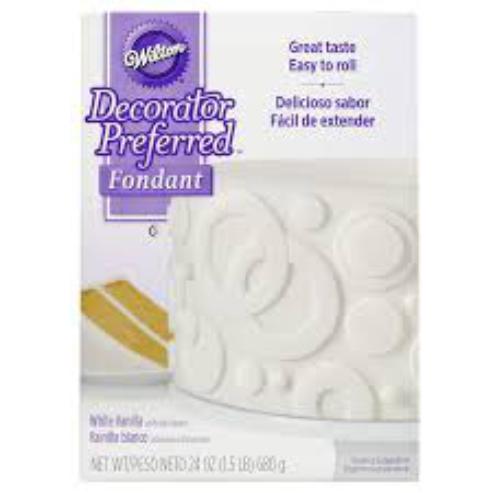 Wilton
Great taste
Easy to roll
Delicioso sabor
Fácil de extender
Decorator
Preferred™
Fondant
White Vanilla
Vainilla blanco
NET WT/PESO NETO 24 OZ (1.5 LB) 680 g